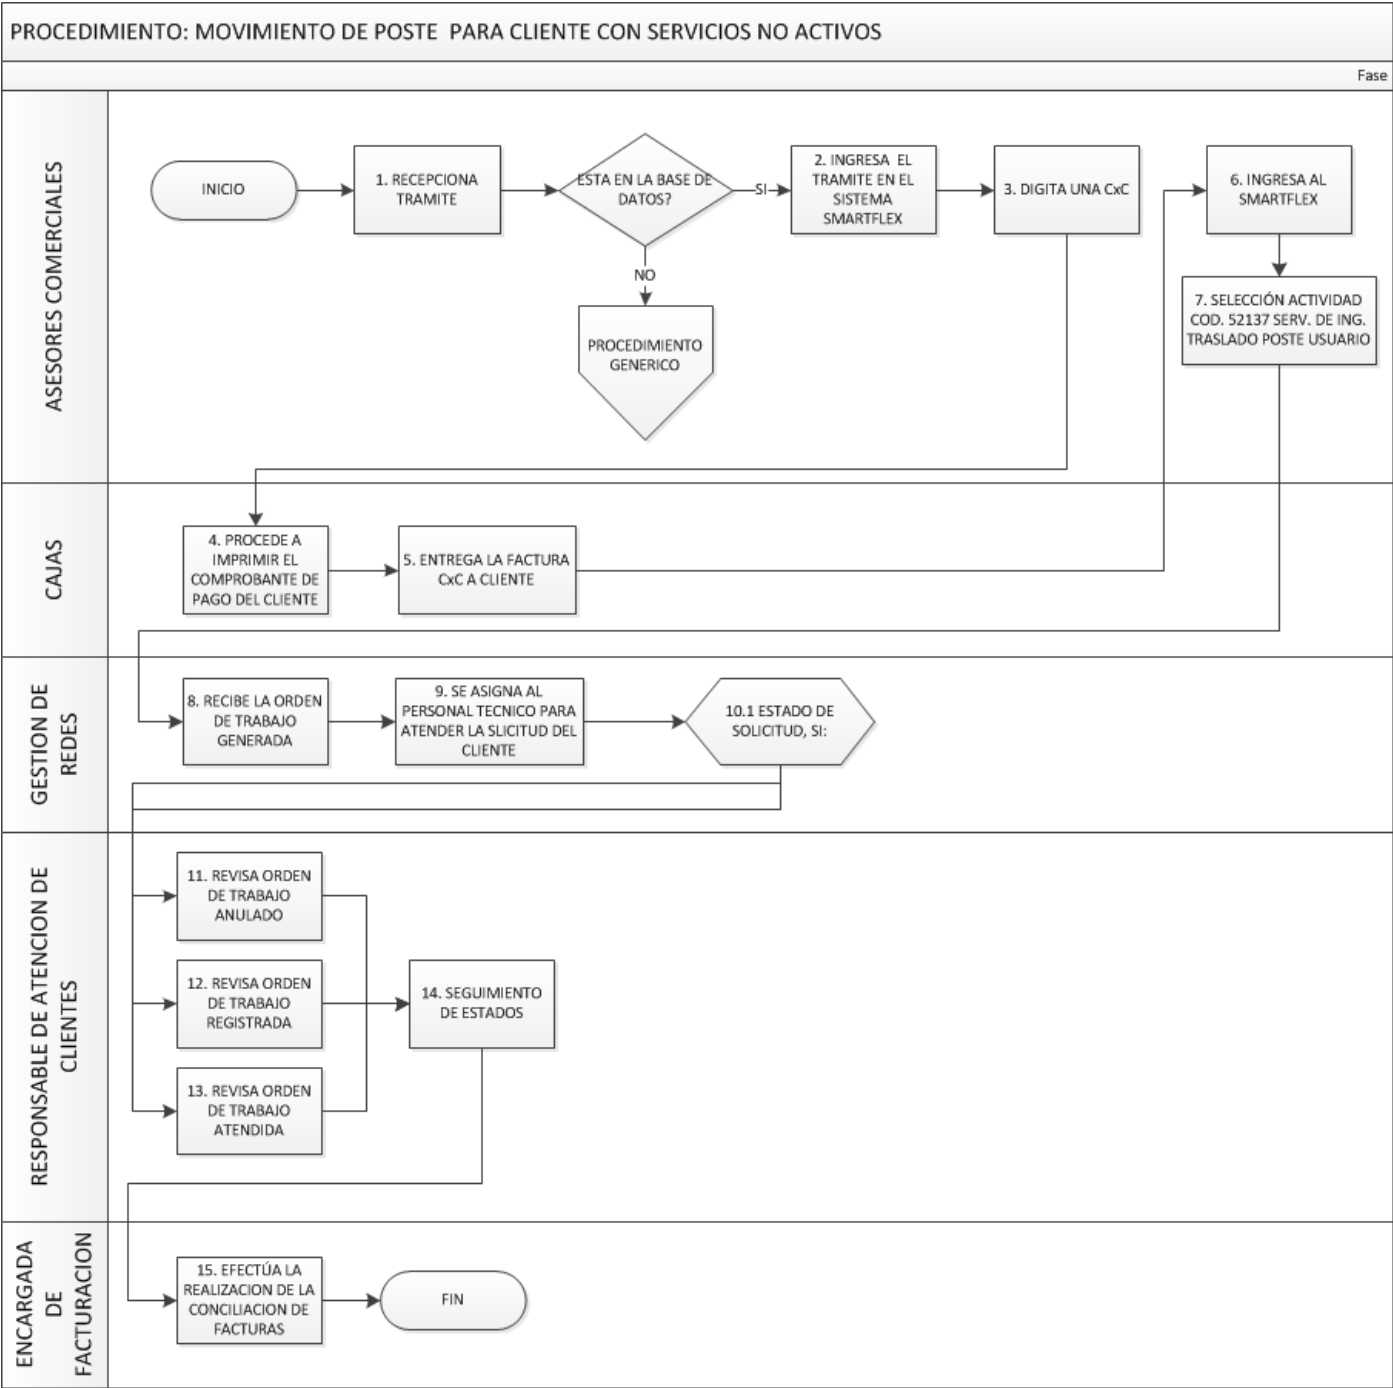 PROCEDIMIENTO: MOVIMIENTO DE POSTE  PARA CLIENTE CON SERVICIOS NO ACTIVOS
Fase
ASESORES COMERCIALES
INICIO
1. RECEPCIONA
TRAMITE
ESTA EN LA BASE DE
DATOS?
SI
NO
PROCEDIMIENTO
GENERICO
2. INGRESA  EL
TRAMITE EN EL
SISTEMA
SMARTFLEX
3. DIGITA UNA CxC
6. INGRESA AL
SMARTFLEX
7. SELECCIÓN ACTIVIDAD
COD. 52137 SERV. DE ING.
TRASLADO POSTE USUARIO
CAJAS
4. PROCEDE A
IMPRIMIR EL
COMPROBANTE DE
PAGO DEL CLIENTE
5. ENTREGA LA FACTURA
CxC A CLIENTE
GESTION DE
REDES
8. RECIBE LA ORDEN
DE TRABAJO
GENERADA
9. SE ASIGNA AL
PERSONAL TECNICO PARA
ATENDER LA SLICITUD DEL
CLIENTE
10.1 ESTADO DE
SOLICITUD, SI:
RESPONSABLE DE ATENCION DE
CLIENTES
11. REVISA ORDEN
DE TRABAJO
ANULADO
12. REVISA ORDEN
DE TRABAJO
REGISTRADA
13. REVISA ORDEN
DE TRABAJO
ATENDIDA
14. SEGUIMIENTO
DE ESTADOS
ENCARGADA
DE
FACTURACION
15. EFECTÚA LA
REALIZACION DE LA
CONCILIACION DE
FACTURAS
FIN